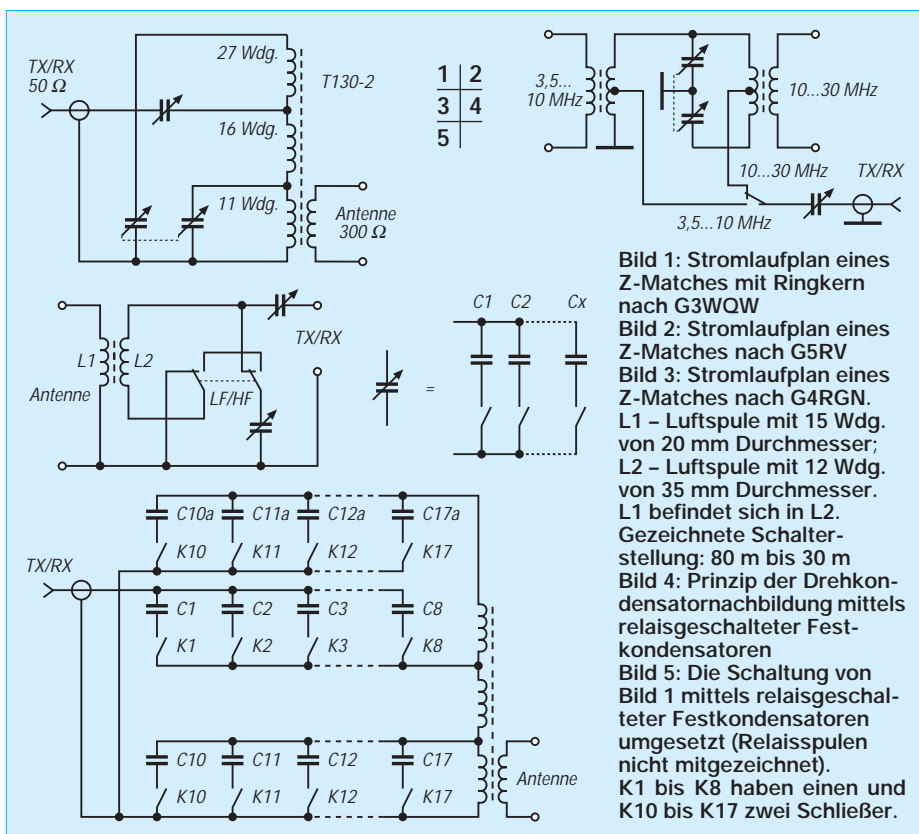 27 Wdg.
TX/RX
50 Ω
T130-2
16 Wdg.
11 Wdg.
Antenne
300 Ω
1 2
3 4
5
3,5...
10 MHz
10...30 MHz
10...30 MHz
TX/RX
3,5...10 MHz
L1
L2
TX/RX
Antenne
LF/HF
C1
C2
Cx
=
C10a
C11a
C12a
C17a
K10
K11
K12
K17
TX/RX
C1
C2
C3
C8
K1
K2
K3
K8
C10
C11
C12
C17
K10
K11
K12
K17
Antenne
Bild 1: Stromlaufplan eines
Z-Matches mit Ringkern
nach G3WQW
Bild 2: Stromlaufplan eines
Z-Matches nach G5RV
Bild 3: Stromlaufplan eines
Z-Matches nach G4RGN.
L1 – Luftspule mit 15 Wdg.
von 20 mm Durchmesser;
L2 – Luftspule mit 12 Wdg.
von 35 mm Durchmesser.
L1 befindet sich in L2.
Gezeichnete Schalter-
stellung: 80 m bis 30 m
Bild 4: Prinzip der Drehkon-
densatornachbildung mittels
relaisgeschalteter Fest-
kondensatoren
Bild 5: Die Schaltung von
Bild 1 mittels relaisgeschal-
teter Festkondensatoren
umgesetzt (Relaisspulen
nicht mitgezeichnet).
K1 bis K8 haben einen und
K10 bis K17 zwei Schließer.